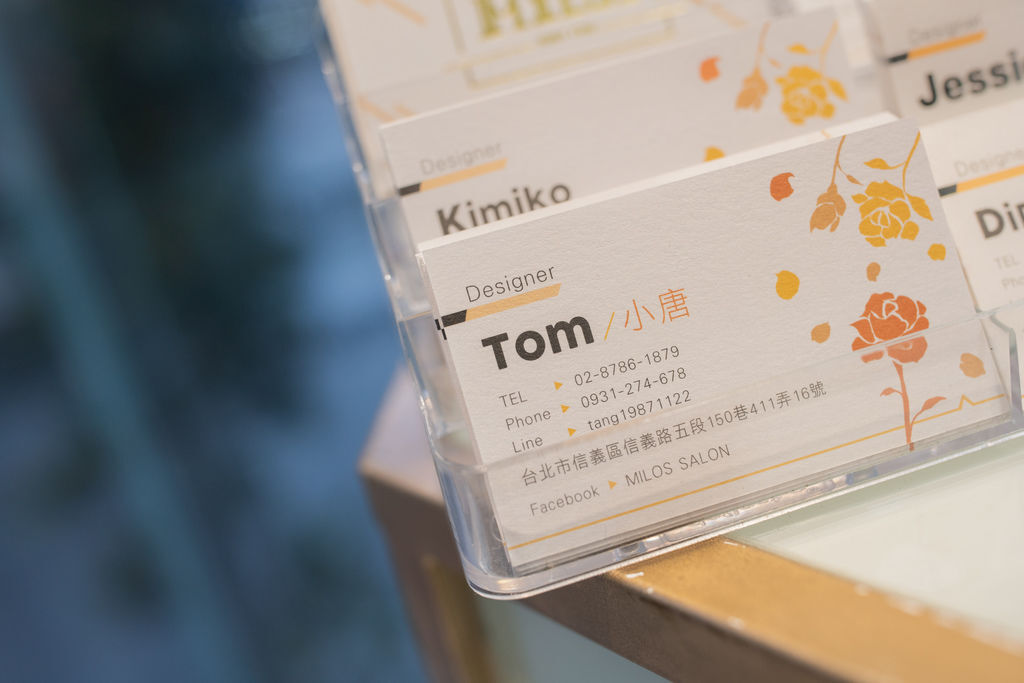 Designer
Kimiko
Designer
Designer
Designer
Tom / 小唐
TEL ▶ 02-8786-1879
Phone ▶ 0931-274-678
Line ▶ tang19871122
台北市信義區信義路五段150巷411弄16號
Facebook ▶ MILOS SALON
TEL